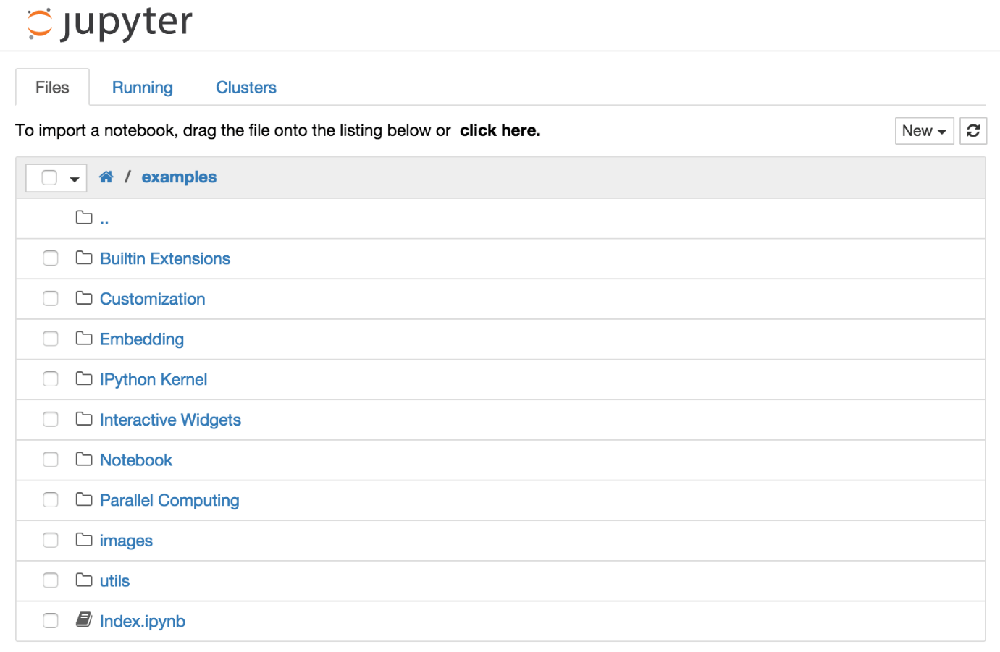 jupyter
Files Running Clusters
To import a notebook, drag the file onto the listing below or click here. New
/ examples
..
Builtin Extensions
Customization
Embedding
IPython Kernel
Interactive Widgets
Notebook
Parallel Computing
images
utils
Index.ipynb